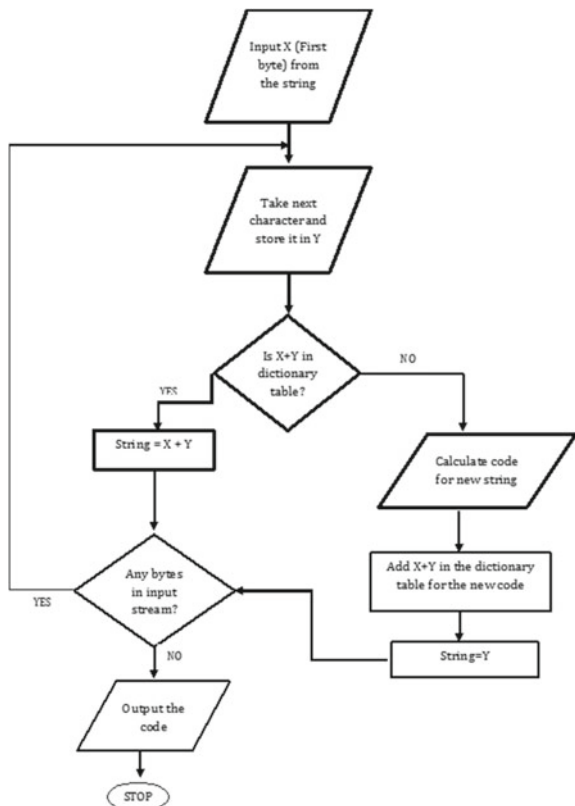 Input X (First
byte) from
the string
Take next
character and
store it in Y
Is X+Y in
dictionary
table?
NO
YES
String = X + Y
Calculate code
for new string
Add X+Y in the dictionary
table for the new code
Any bytes
in input
stream?
YES
String=Y
NO
Output the
code
STOP